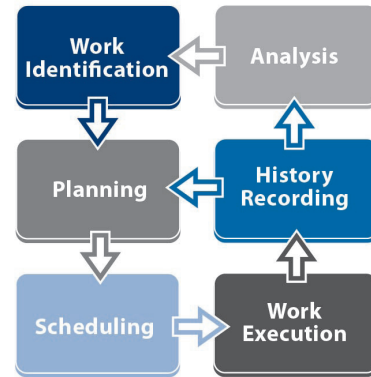 Work
Identification
Analysis
Planning
History
Recording
Scheduling
Work
Execution